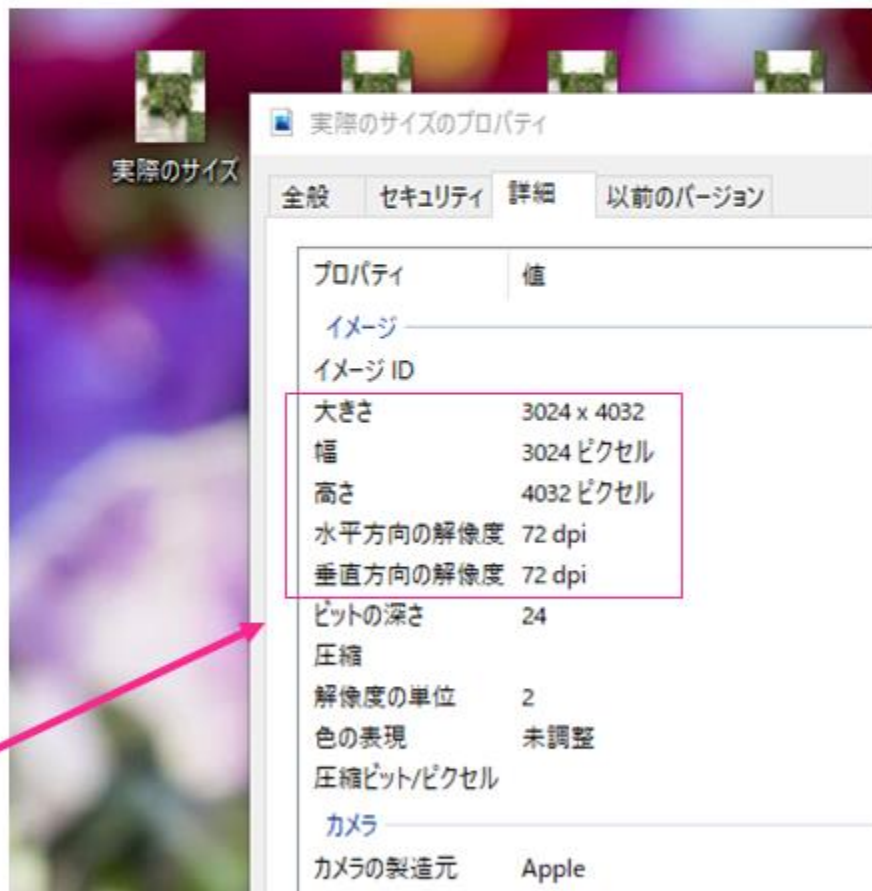 実際のサイズ
実際のサイズのプロパティ
全般 セキュリティ 詳細 以前のバージョン
プロパティ 値
イメージ
イメージ ID
大きさ 3024 x 4032
幅 3024 ピクセル
高さ 4032 ピクセル
水平方向の解像度 72 dpi
垂直方向の解像度 72 dpi
ビットの深さ 24
圧縮
解像度の単位 2
色の表現 未調整
圧縮ビット/ピクセル
カメラ
カメラの製造元 Apple